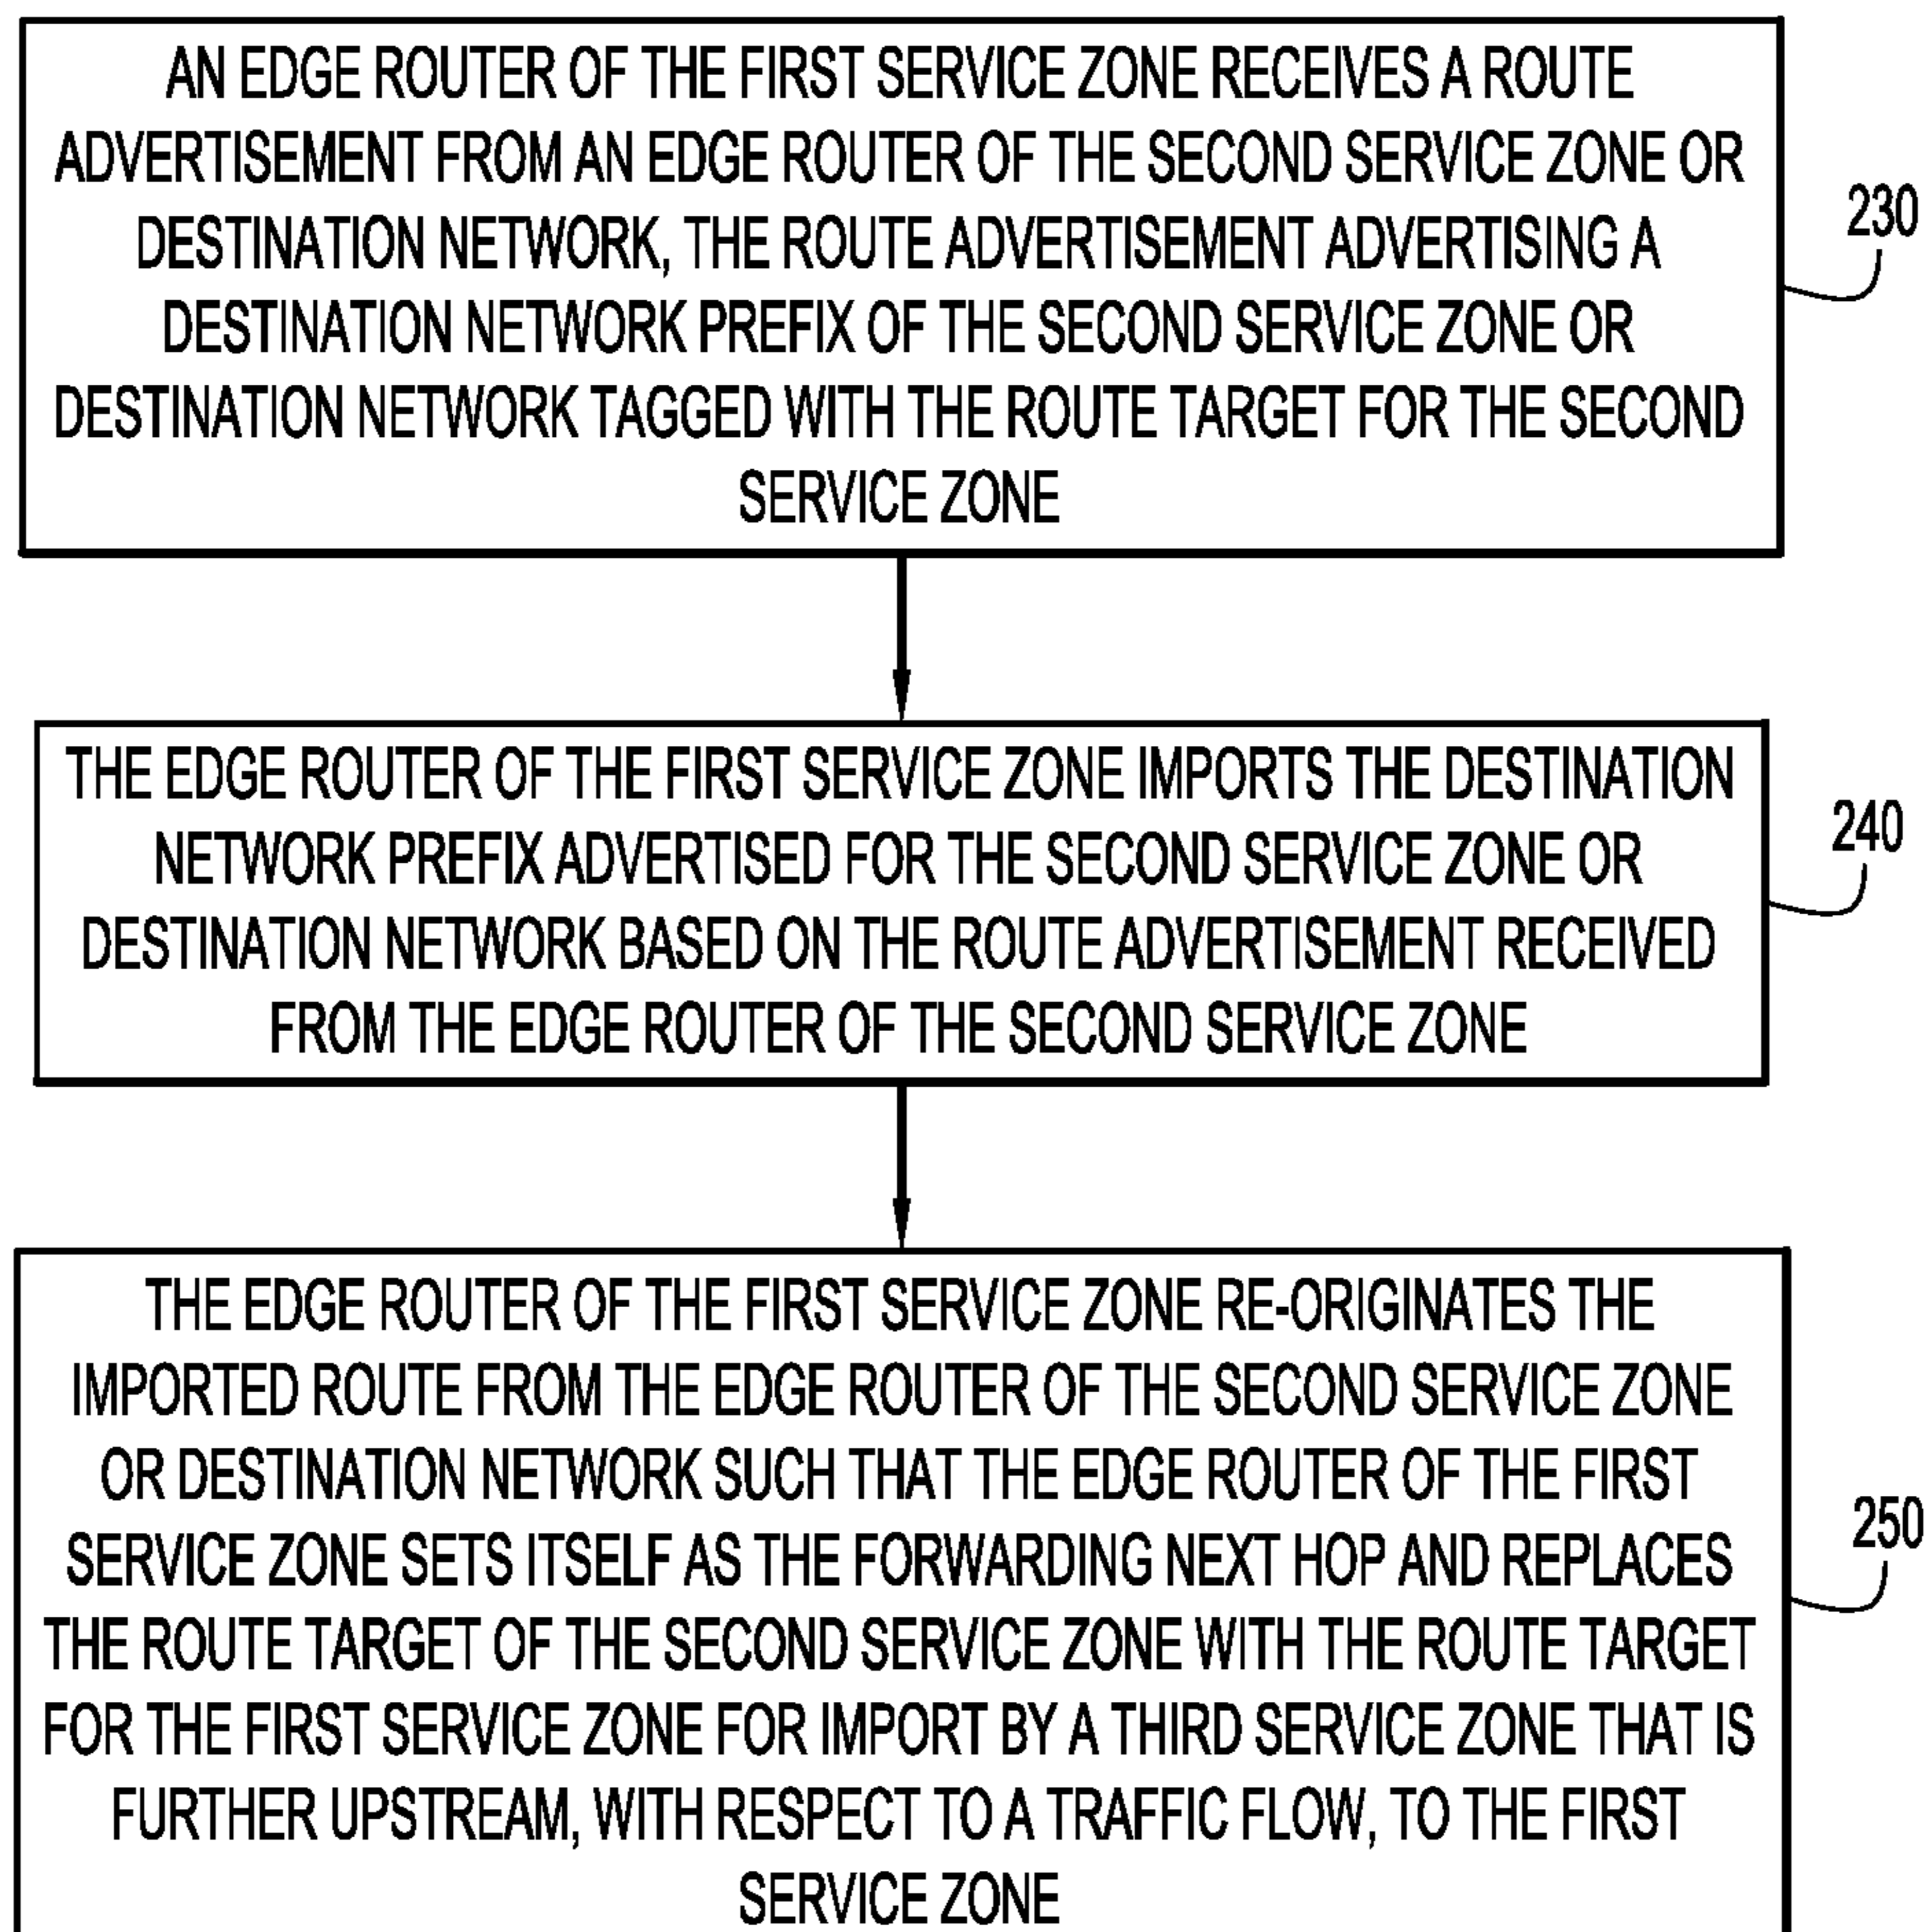 AN EDGE ROUTER OF THE FIRST SERVICE ZONE RECEIVES A ROUTE
ADVERTISEMENT FROM AN EDGE ROUTER OF THE SECOND SERVICE ZONE OR
DESTINATION NETWORK, THE ROUTE ADVERTISEMENT ADVERTISING A
DESTINATION NETWORK PREFIX OF THE SECOND SERVICE ZONE OR
DESTINATION NETWORK TAGGED WITH THE ROUTE TARGET FOR THE SECOND
SERVICE ZONE
230
THE EDGE ROUTER OF THE FIRST SERVICE ZONE IMPORTS THE DESTINATION
NETWORK PREFIX ADVERTISED FOR THE SECOND SERVICE ZONE OR
DESTINATION NETWORK BASED ON THE ROUTE ADVERTISEMENT RECEIVED
FROM THE EDGE ROUTER OF THE SECOND SERVICE ZONE
240
THE EDGE ROUTER OF THE FIRST SERVICE ZONE RE-ORIGINATES THE
IMPORTED ROUTE FROM THE EDGE ROUTER OF THE SECOND SERVICE ZONE
OR DESTINATION NETWORK SUCH THAT THE EDGE ROUTER OF THE FIRST
SERVICE ZONE SETS ITSELF AS THE FORWARDING NEXT HOP AND REPLACES
THE ROUTE TARGET OF THE SECOND SERVICE ZONE WITH THE ROUTE TARGET
FOR THE FIRST SERVICE ZONE FOR IMPORT BY A THIRD SERVICE ZONE THAT IS
FURTHER UPSTREAM, WITH RESPECT TO A TRAFFIC FLOW, TO THE FIRST
SERVICE ZONE
250